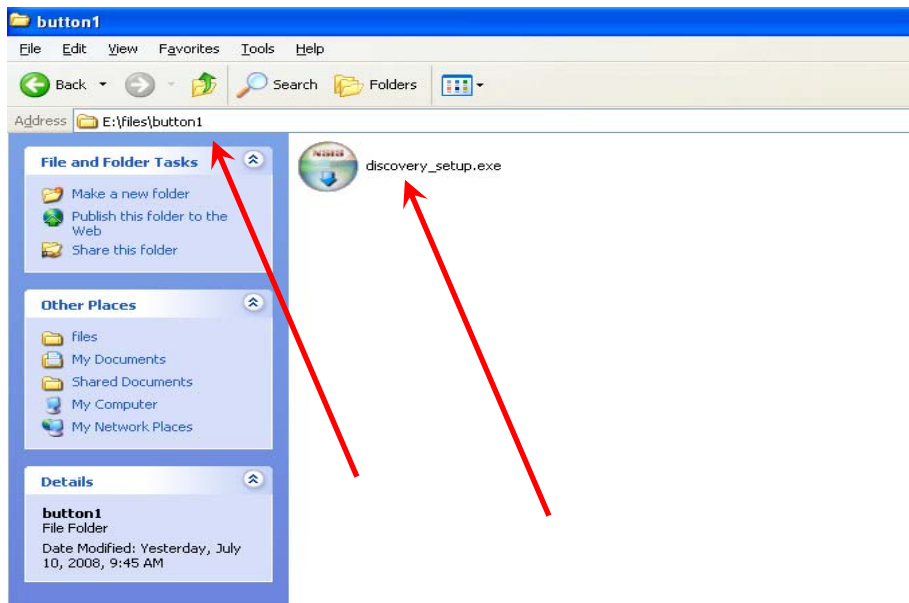 button1
File Edit View Favorites Tools Help
Back Search Folders
Address E:\files\button1
File and Folder Tasks
Make a new folder
Publish this folder to the
Web
Share this folder
NSIS
discovery_setup.exe
Other Places
files
My Documents
Shared Documents
My Computer
My Network Places
Details
button1
File Folder
Date Modified: Yesterday, July
10, 2008, 9:45 AM